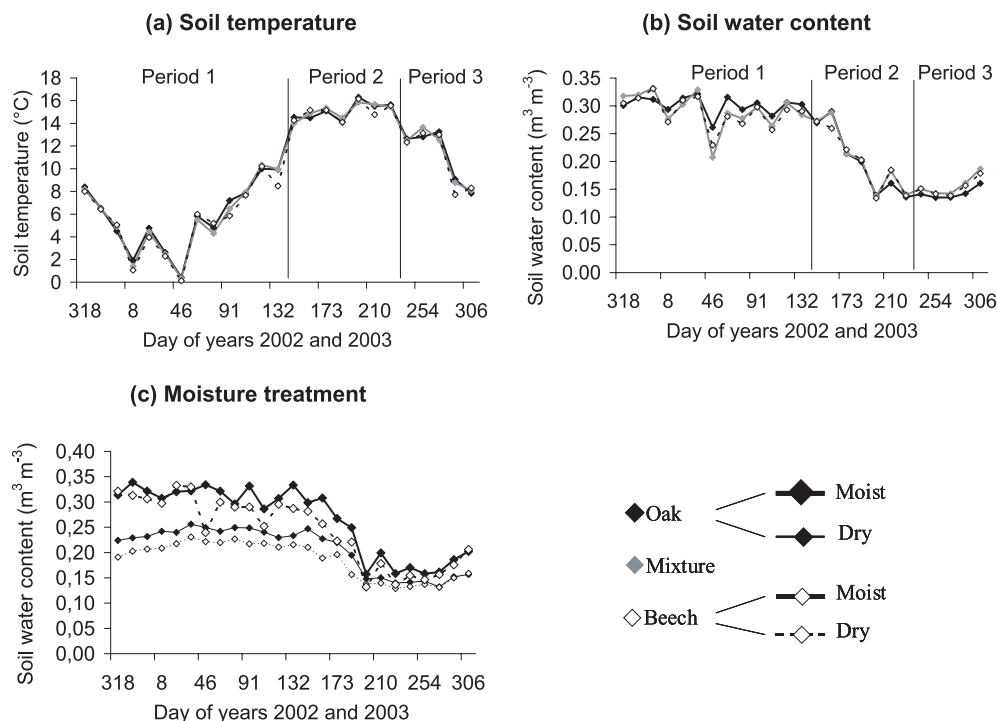 (a) Soil temperature
Soil temperature (°C)
18
16
14
12
10
8
6
4
2
0
Period 1
Period 2
Period 3
318 8 46 91 132 173 210 254 306
Day of years 2002 and 2003
(b) Soil water content
Soil water content (m³ m⁻³)
0.35
0.30
0.25
0.20
0.15
0.10
0.05
0.00
Period 1
Period 2
Period 3
318 8 46 91 132 173 210 254 306
Day of years 2002 and 2003
(c) Moisture treatment
Soil water content (m³ m⁻³)
0,40
0,35
0,30
0,25
0,20
0,15
0,10
0,05
0,00
318 8 46 91 132 173 210 254 306
Day of years 2002 and 2003
Oak
Moist
Dry
Mixture
Beech
Moist
Dry